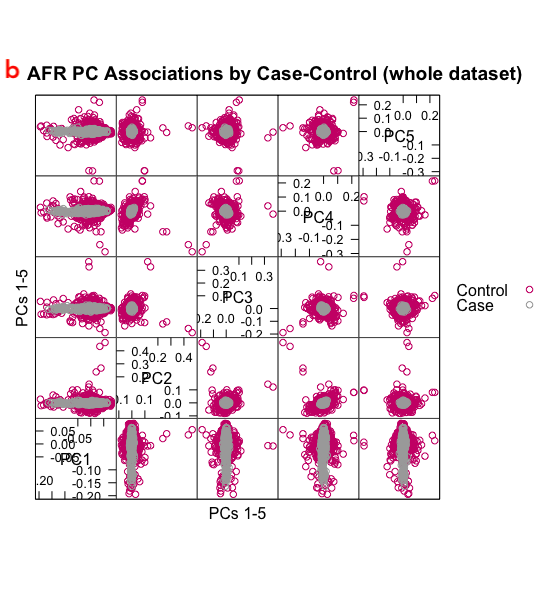 b AFR PC Associations by Case-Control (whole dataset)
0.2 0.0 0.2
0.1
0.0 PC5
0.3 -0.1 -0.1
-0.2
-0.3
0.2 0.0 0.2
0.1
0.0 PC4
0.3 -0.1 -0.1
-0.2
-0.3
0.3 0.1 0.3
0.2
0.1 PC3
0.2 0.0 0.0
-0.1
-0.2
0.4 0.2 0.4
0.3
0.2 PC2
0.1 0.1 0.1
0.0
-0.1
0.05 0.05
0.00
-0.05 PC1
-0.10
.20 -0.15
-0.20
PCs 1-5
PCs 1-5
Control
Case